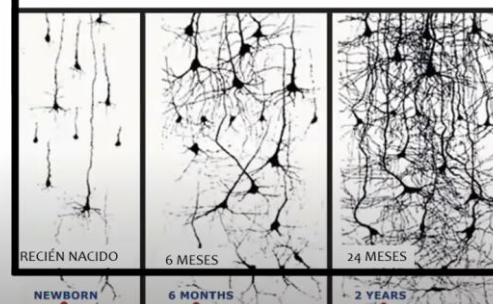 RECIÉN NACIDO
6 MESES
24 MESES
NEWBORN
6 MONTHS
2 YEARS